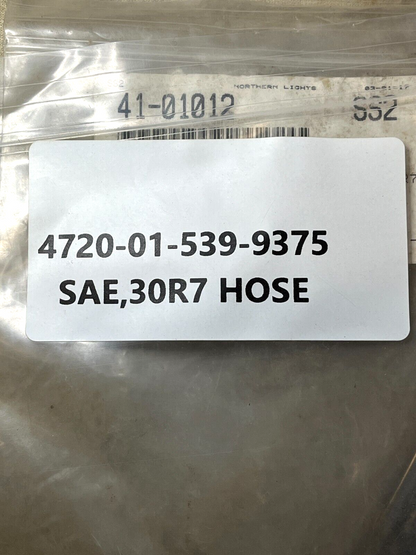 NORTHERN LIGHTS
41-01012 SS2
4720-01-539-9375
SAE,30R7 HOSE